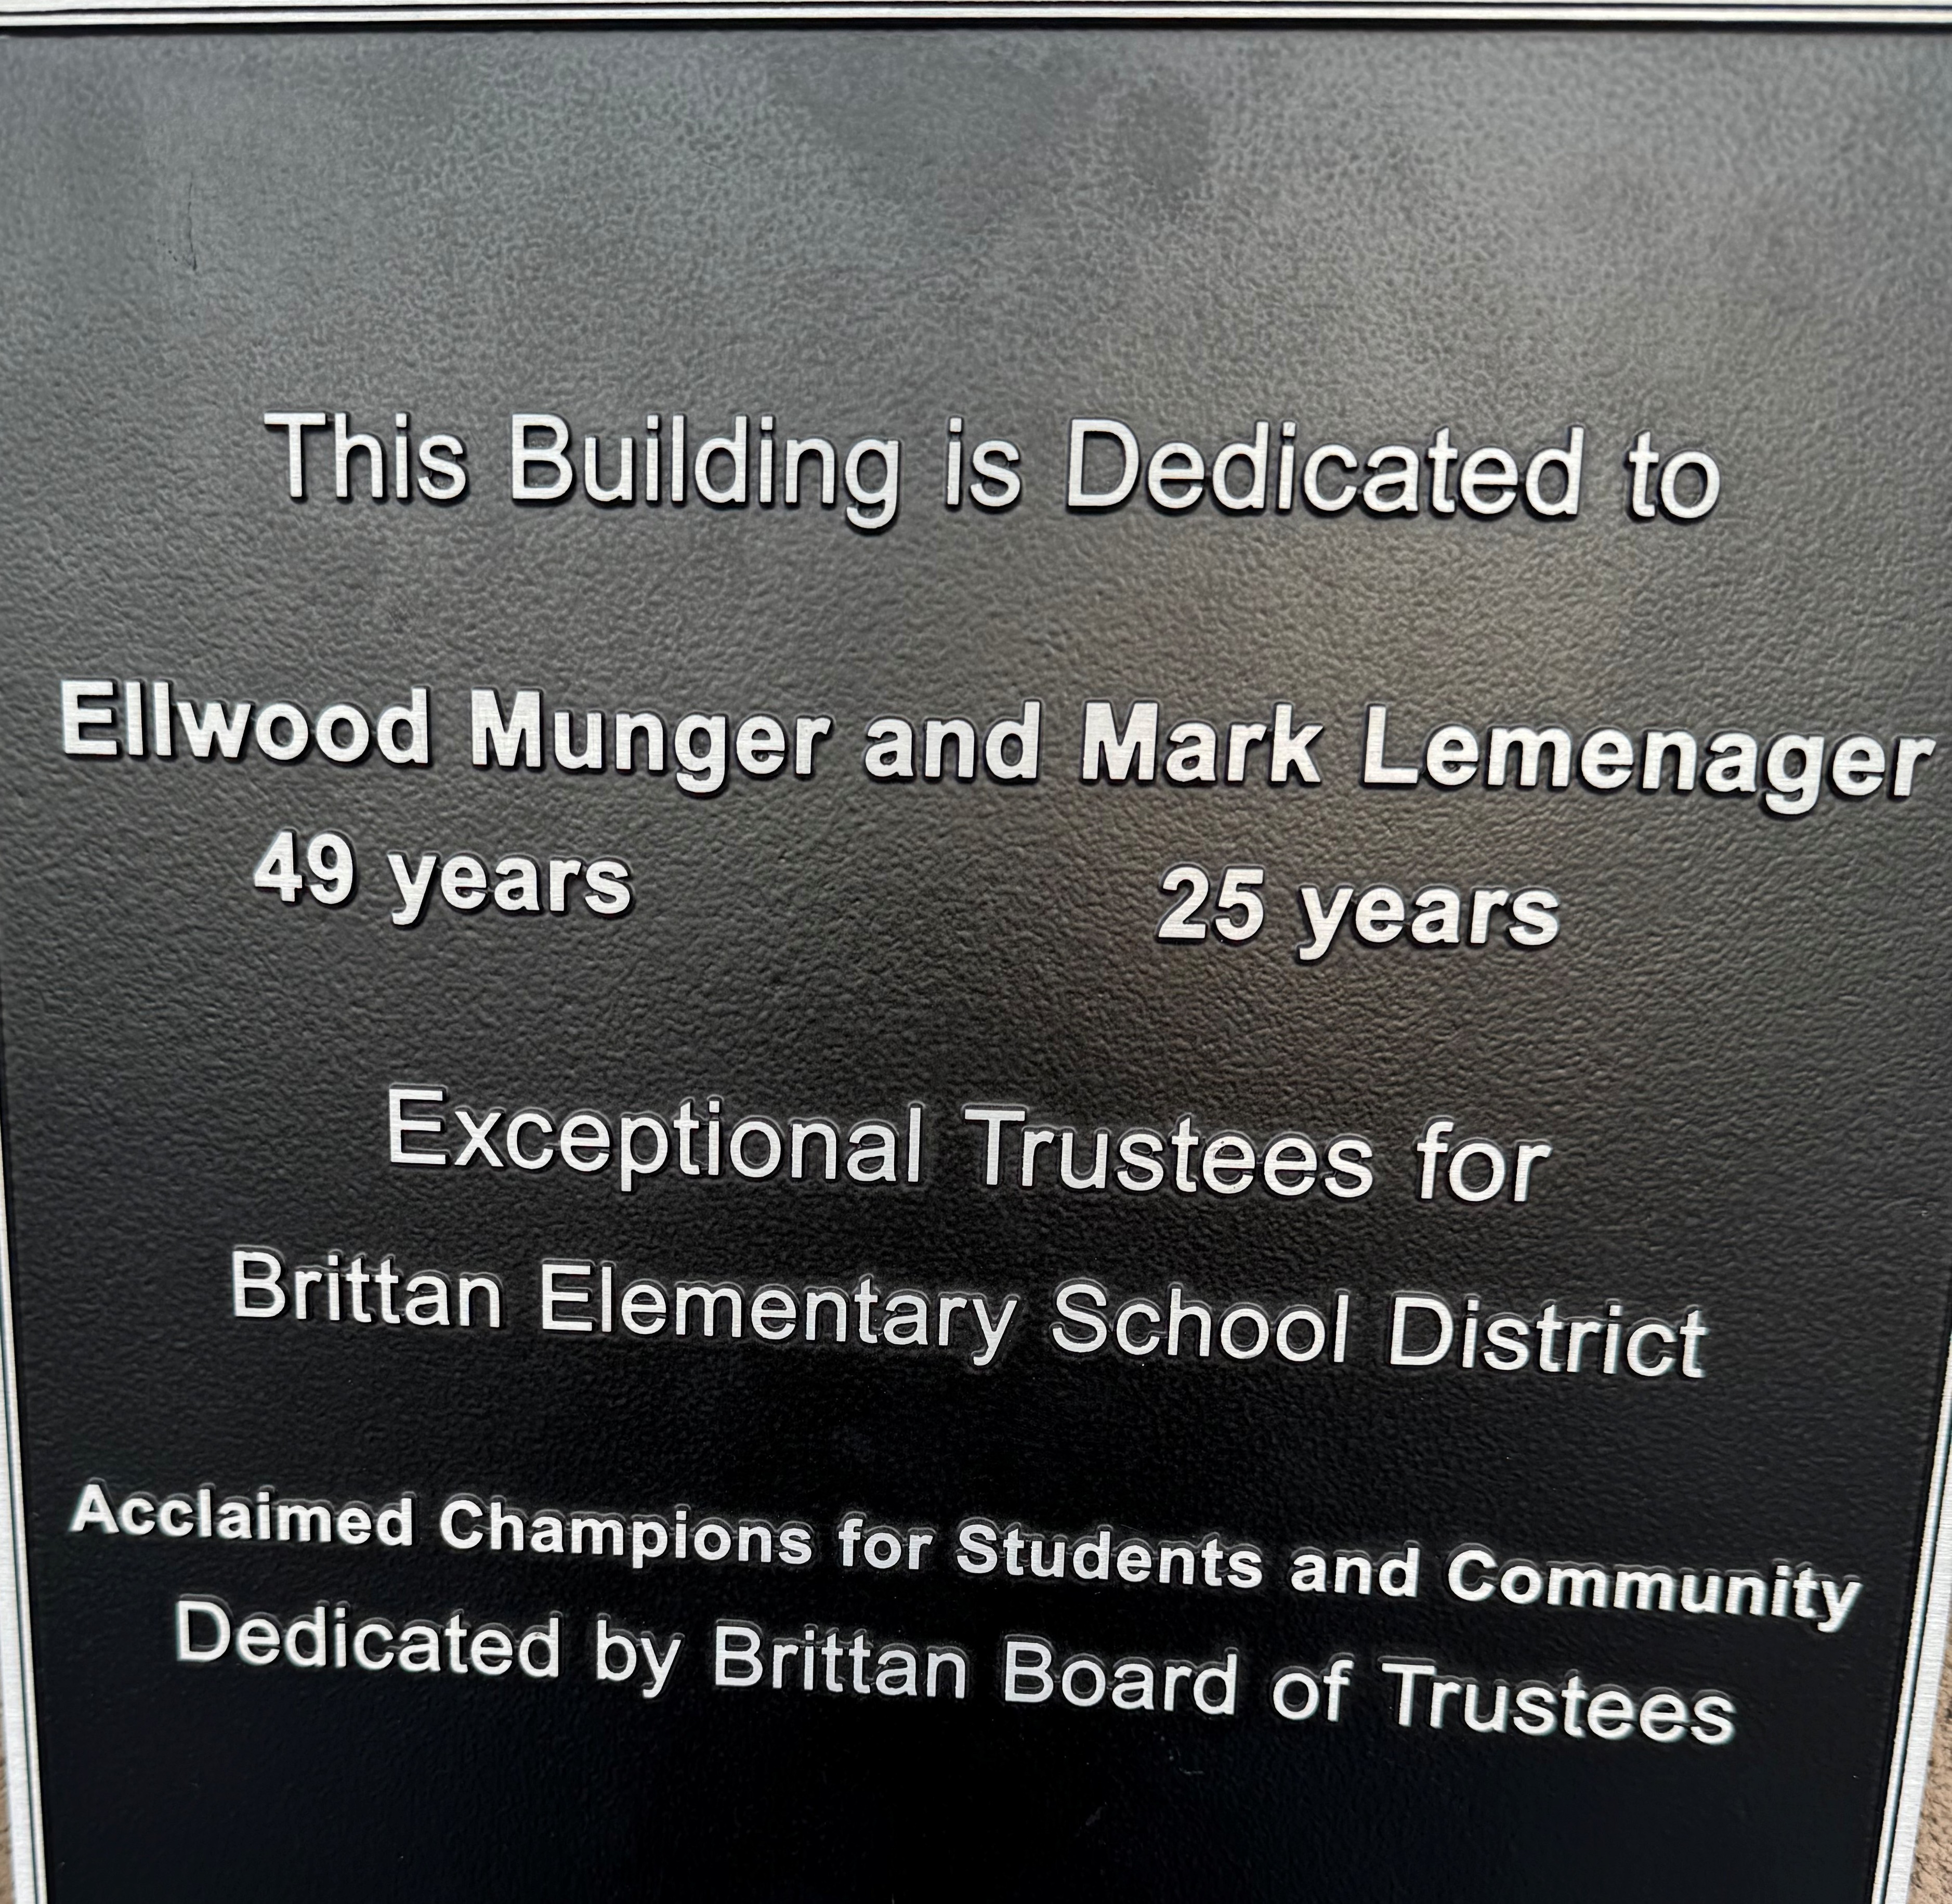 This Building is Dedicated to
Ellwood Munger and Mark Lemenager
49 years 25 years
Exceptional Trustees for
Brittan Elementary School District
Acclaimed Champions for Students and Community
Dedicated by Brittan Board of Trustees